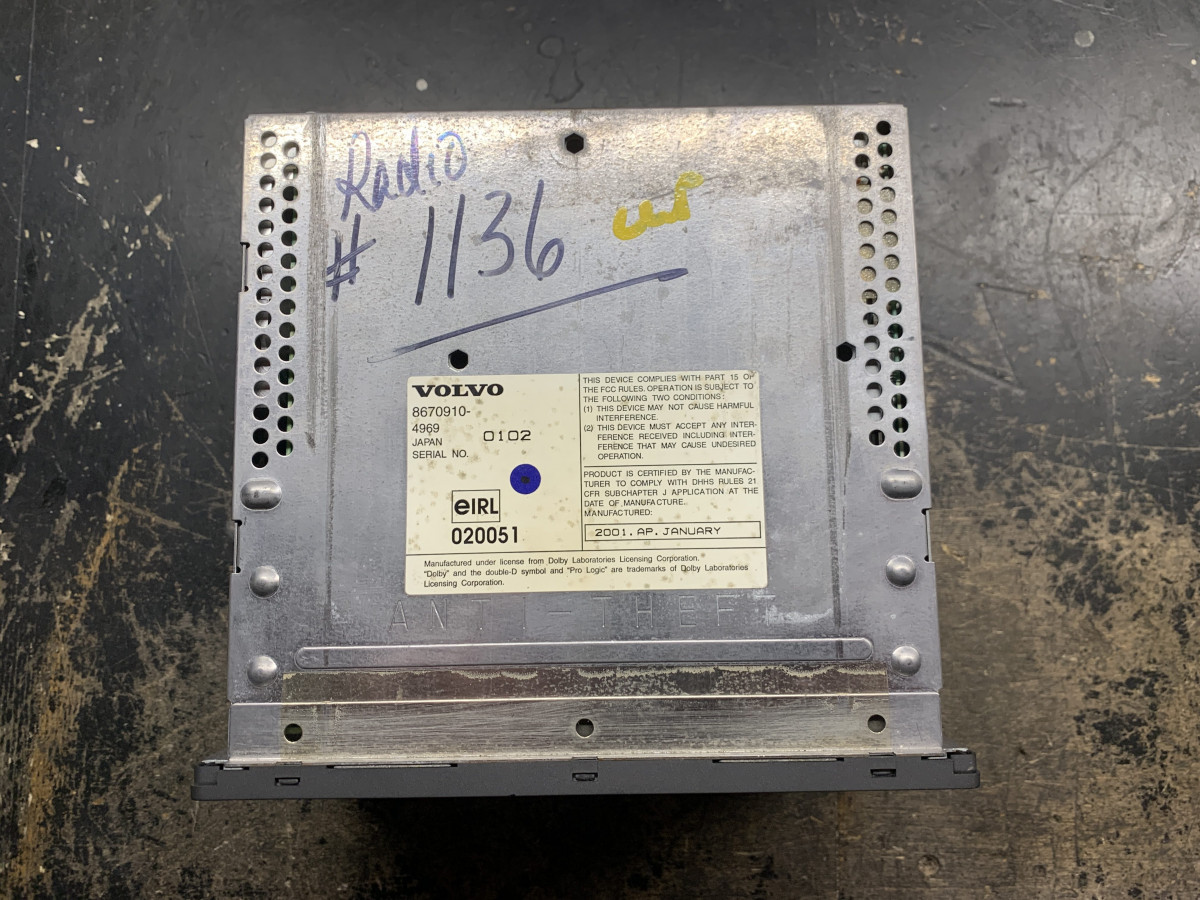 Radio
# 1136
VOLVO
8670910-
4969
JAPAN
0102
SERIAL NO.
eIRL
020051
THIS DEVICE COMPLIES WITH PART 15 OF
THE FCC RULES. OPERATION IS SUBJECT TO
THE FOLLOWING TWO CONDITIONS:
(1) THIS DEVICE MAY NOT CAUSE HARMFUL
INTERFERENCE.
(2) THIS DEVICE MUST ACCEPT ANY INTER-
FERENCE RECEIVED INCLUDING INTER-
FERENCE THAT MAY CAUSE UNDESIRED
OPERATION.
PRODUCT IS CERTIFIED BY THE MANUFAC-
TURER TO COMPLY WITH DHHS RULES 21
CFR SUBCHAPTER J APPLICATION AT THE
DATE OF MANUFACTURE.
MANUFACTURED:
2001. AP. JANUARY
Manufactured under license from Dolby Laboratories Licensing Corporation.
"Dolby" and the double-D symbol and "Pro Logic" are trademarks of Dolby Laboratories
Licensing Corporation.
ANTI-THEFT